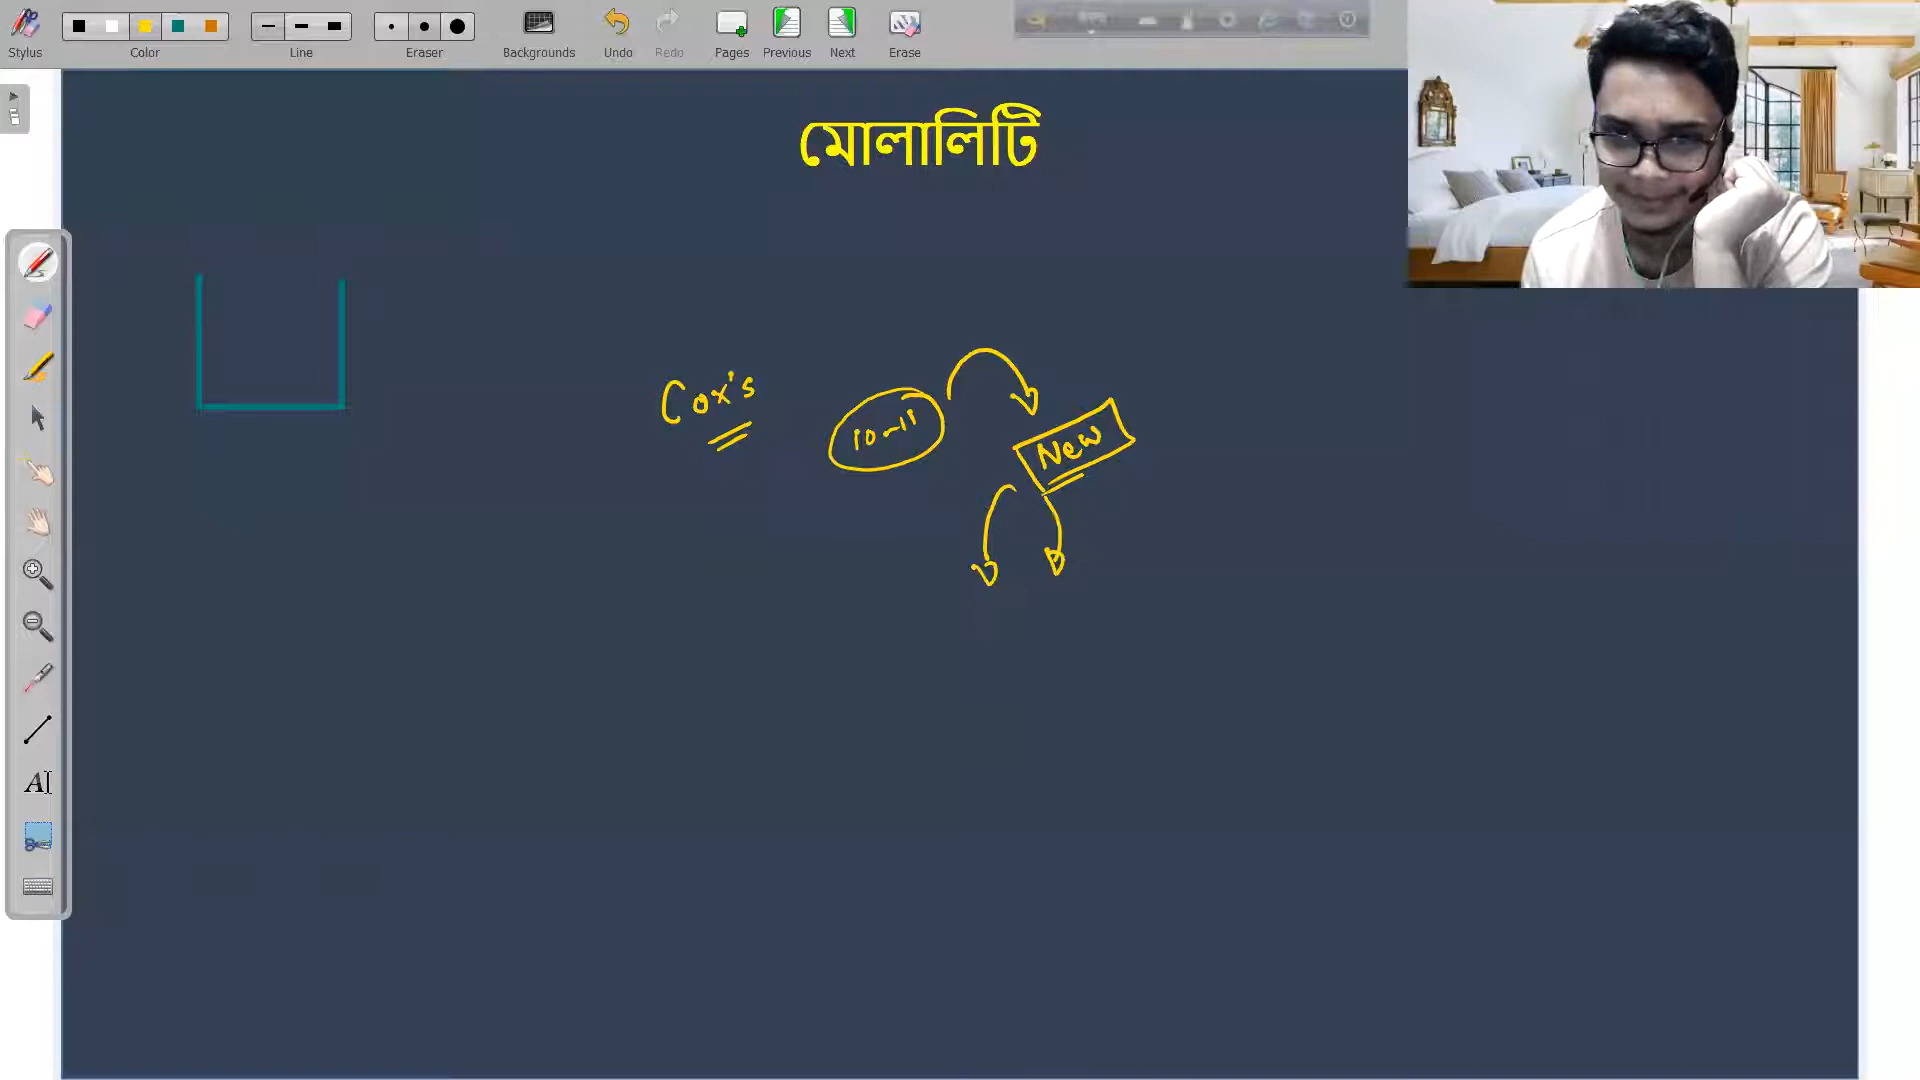 Stylus
Color
Line
Eraser
Backgrounds
Undo
Redo
Pages
Previous
Next
Erase
মোলালিটি
Cox's
10-11
New